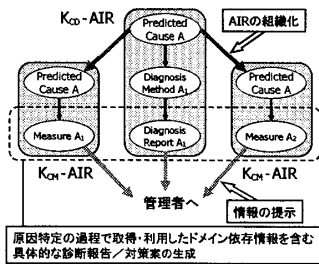 K_CD-AIR
AIRの組織化
Predicted
Cause A
Predicted
Cause A
Diagnosis
Method A₁
Predicted
Cause A
Measure A₁
Diagnosis
Report A₁
Measure A₂
K_CM-AIR
K_CM-AIR
管理者へ
情報の提示
原因特定の過程で取得・利用したドメイン依存情報を含む
具体的な診断報告／対策案の生成